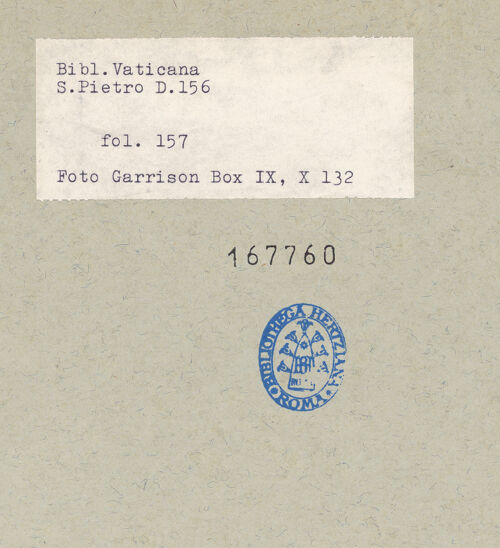 Bibl.Vaticana
S.Pietro D.156
fol. 157
Foto Garrison Box IX, X 132
167760
BIBLIOTHECA HERTZIANA
ROMA